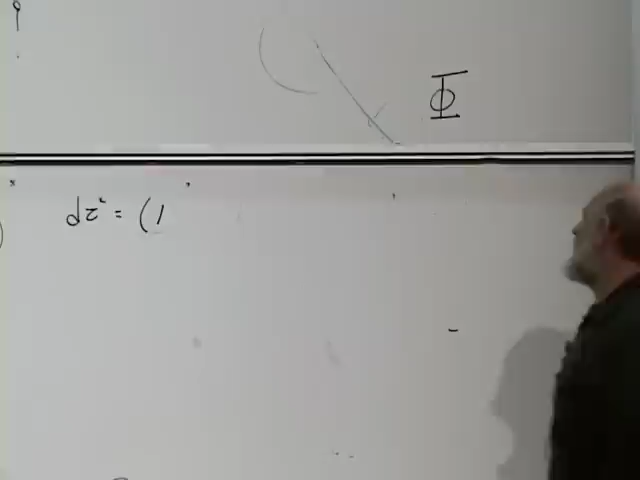 Φ
dτ² = (1